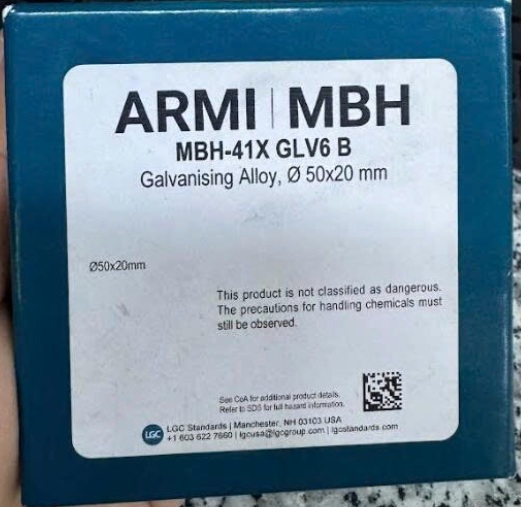 ARMI | MBH
MBH-41X GLV6 B
Galvanising Alloy, Ø 50x20 mm
Ø50x20mm
This product is not classified as dangerous.
The precautions for handling chemicals must
still be observed.
See CoA for additional product details.
Refer to SDS for full hazard information.
LGC
LGC Standards | Manchester, NH 03103 USA
+1 603 622 7660 | lgcusa@lgcgroup.com | lgcstandards.com